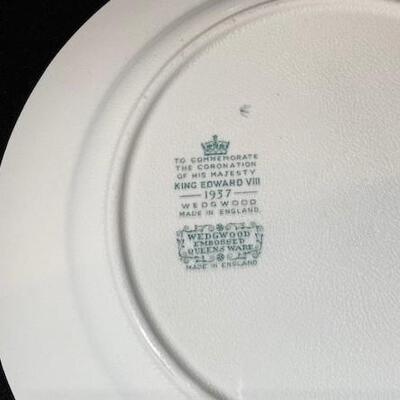 TO COMMEMORATE
THE CORONATION
OF HIS MAJESTY
KING EDWARD VIII
1937
WEDGWOOD
MADE IN ENGLAND
WEDGWOOD
EMBOSSED
QUEENS WARE
MADE IN ENGLAND